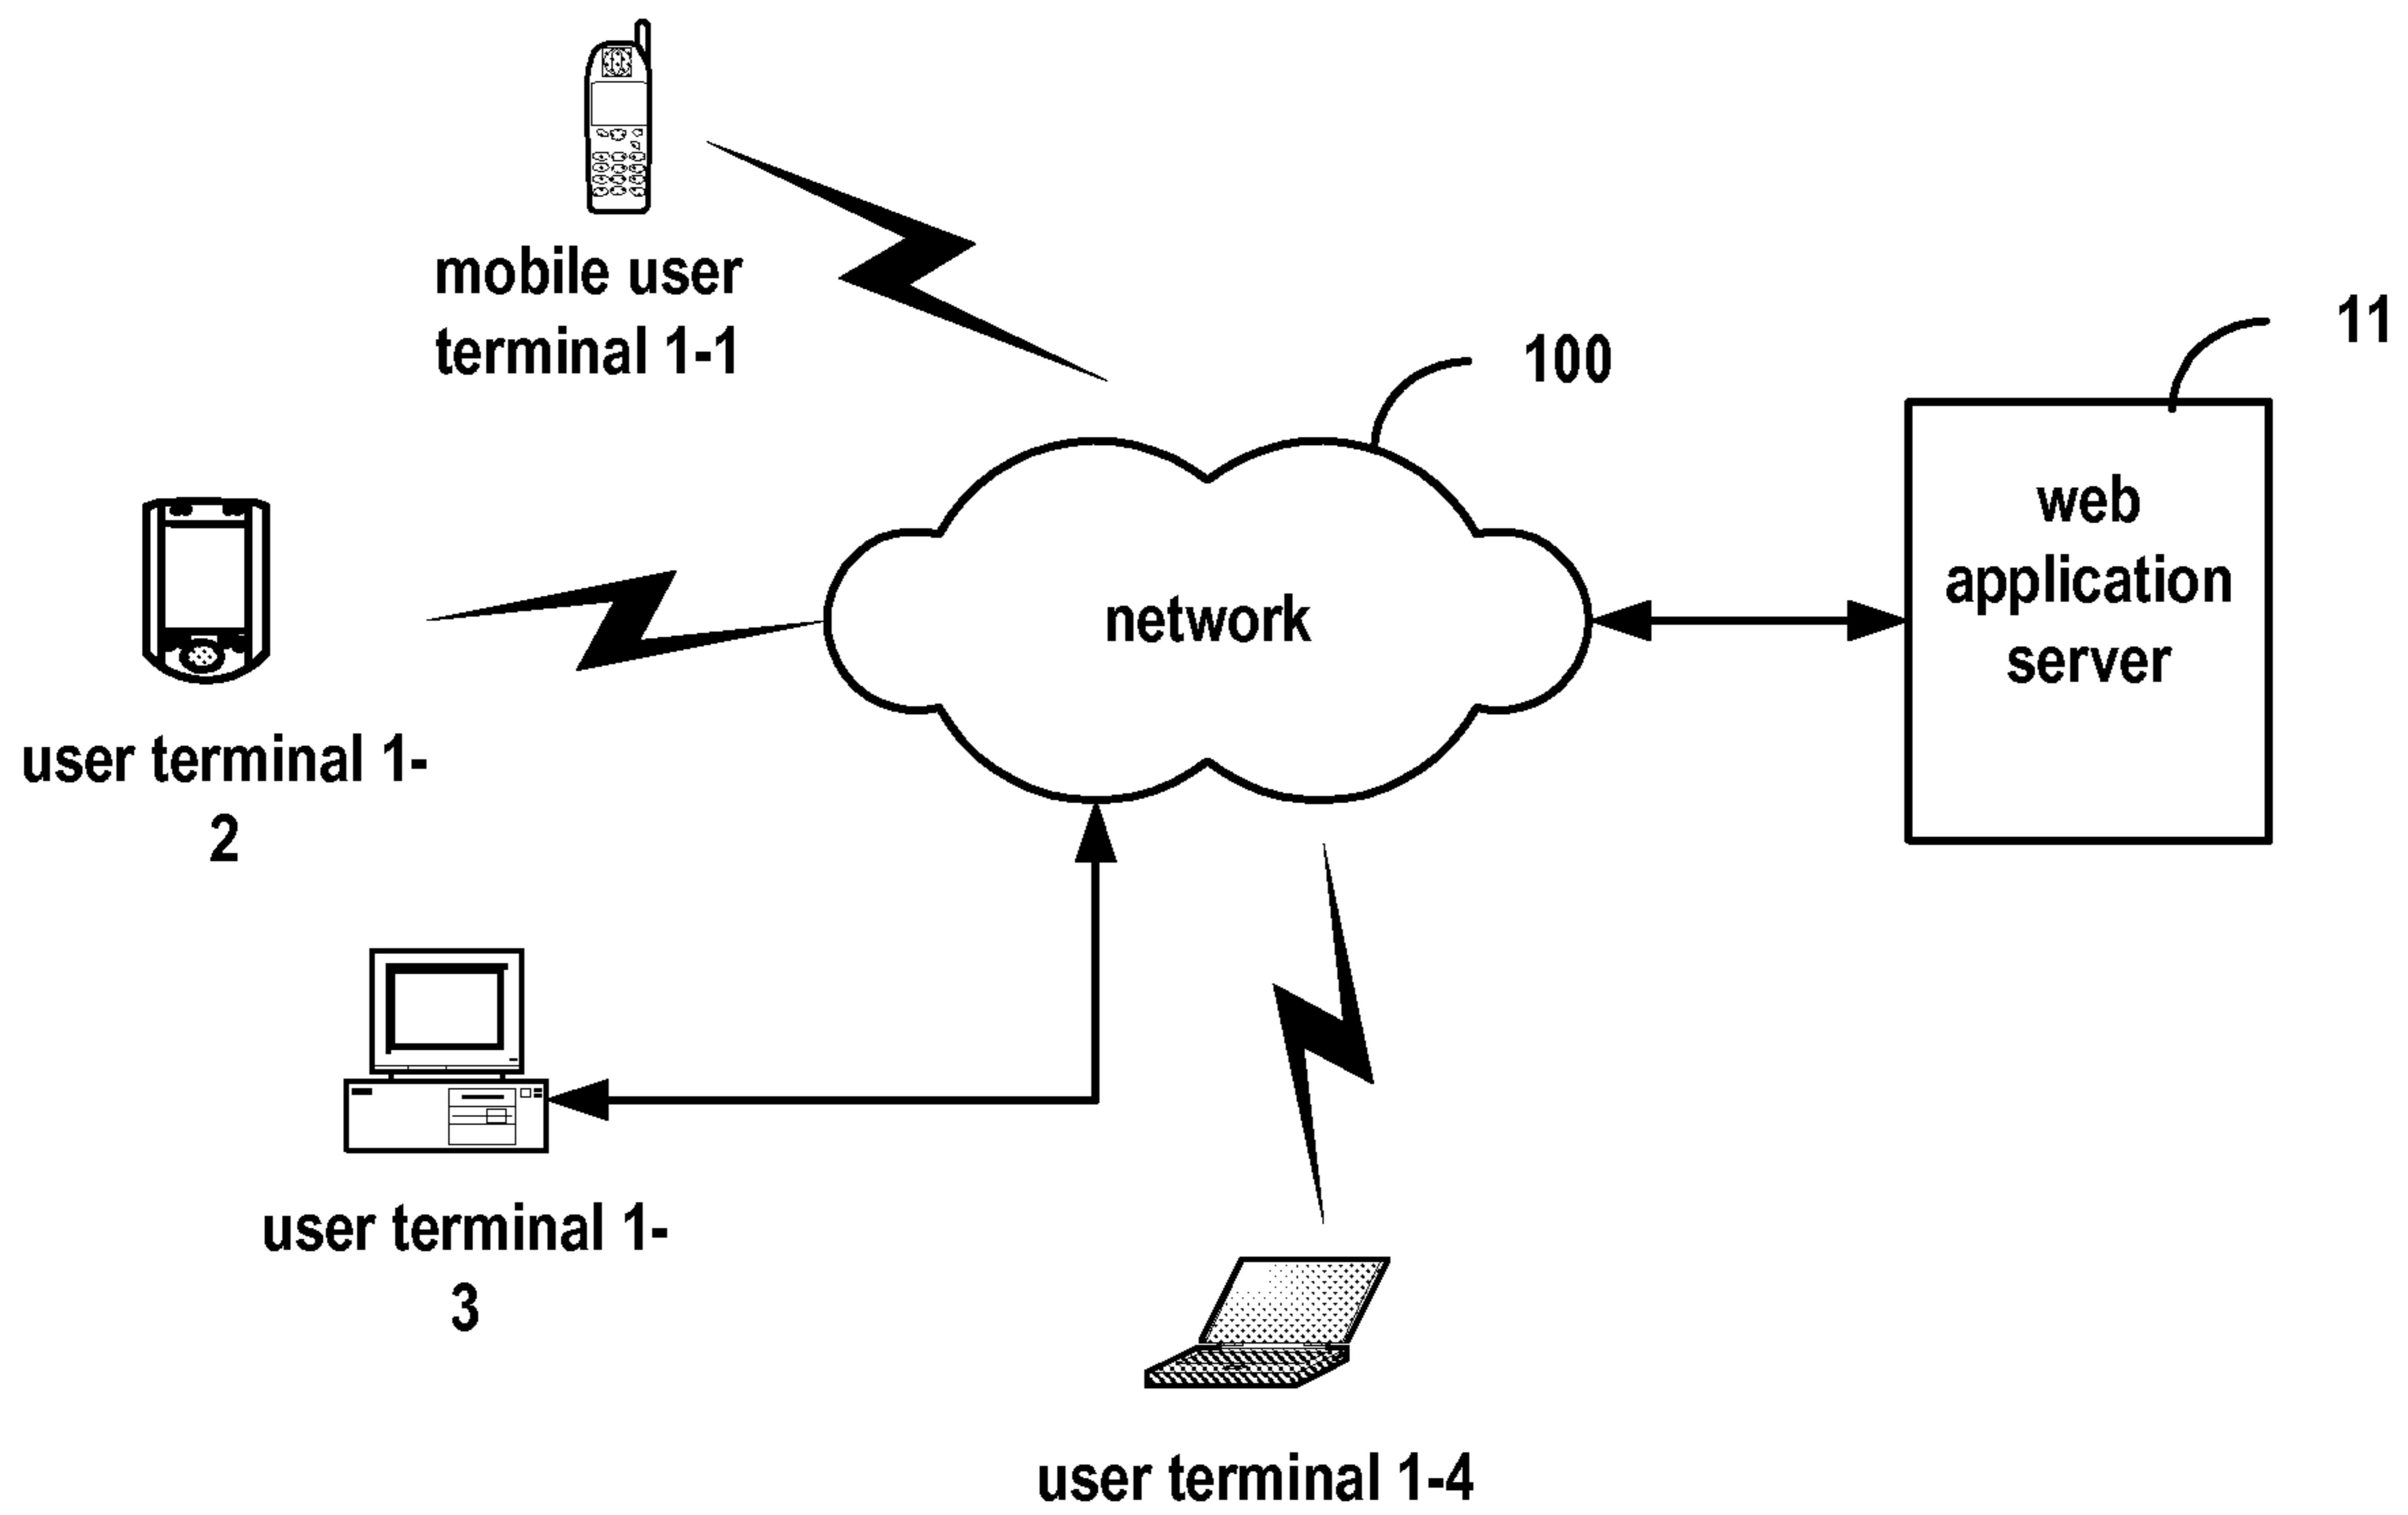 mobile user
terminal 1-1
100
11
web
application
server
network
user terminal 1-
2
user terminal 1-
3
user terminal 1-4